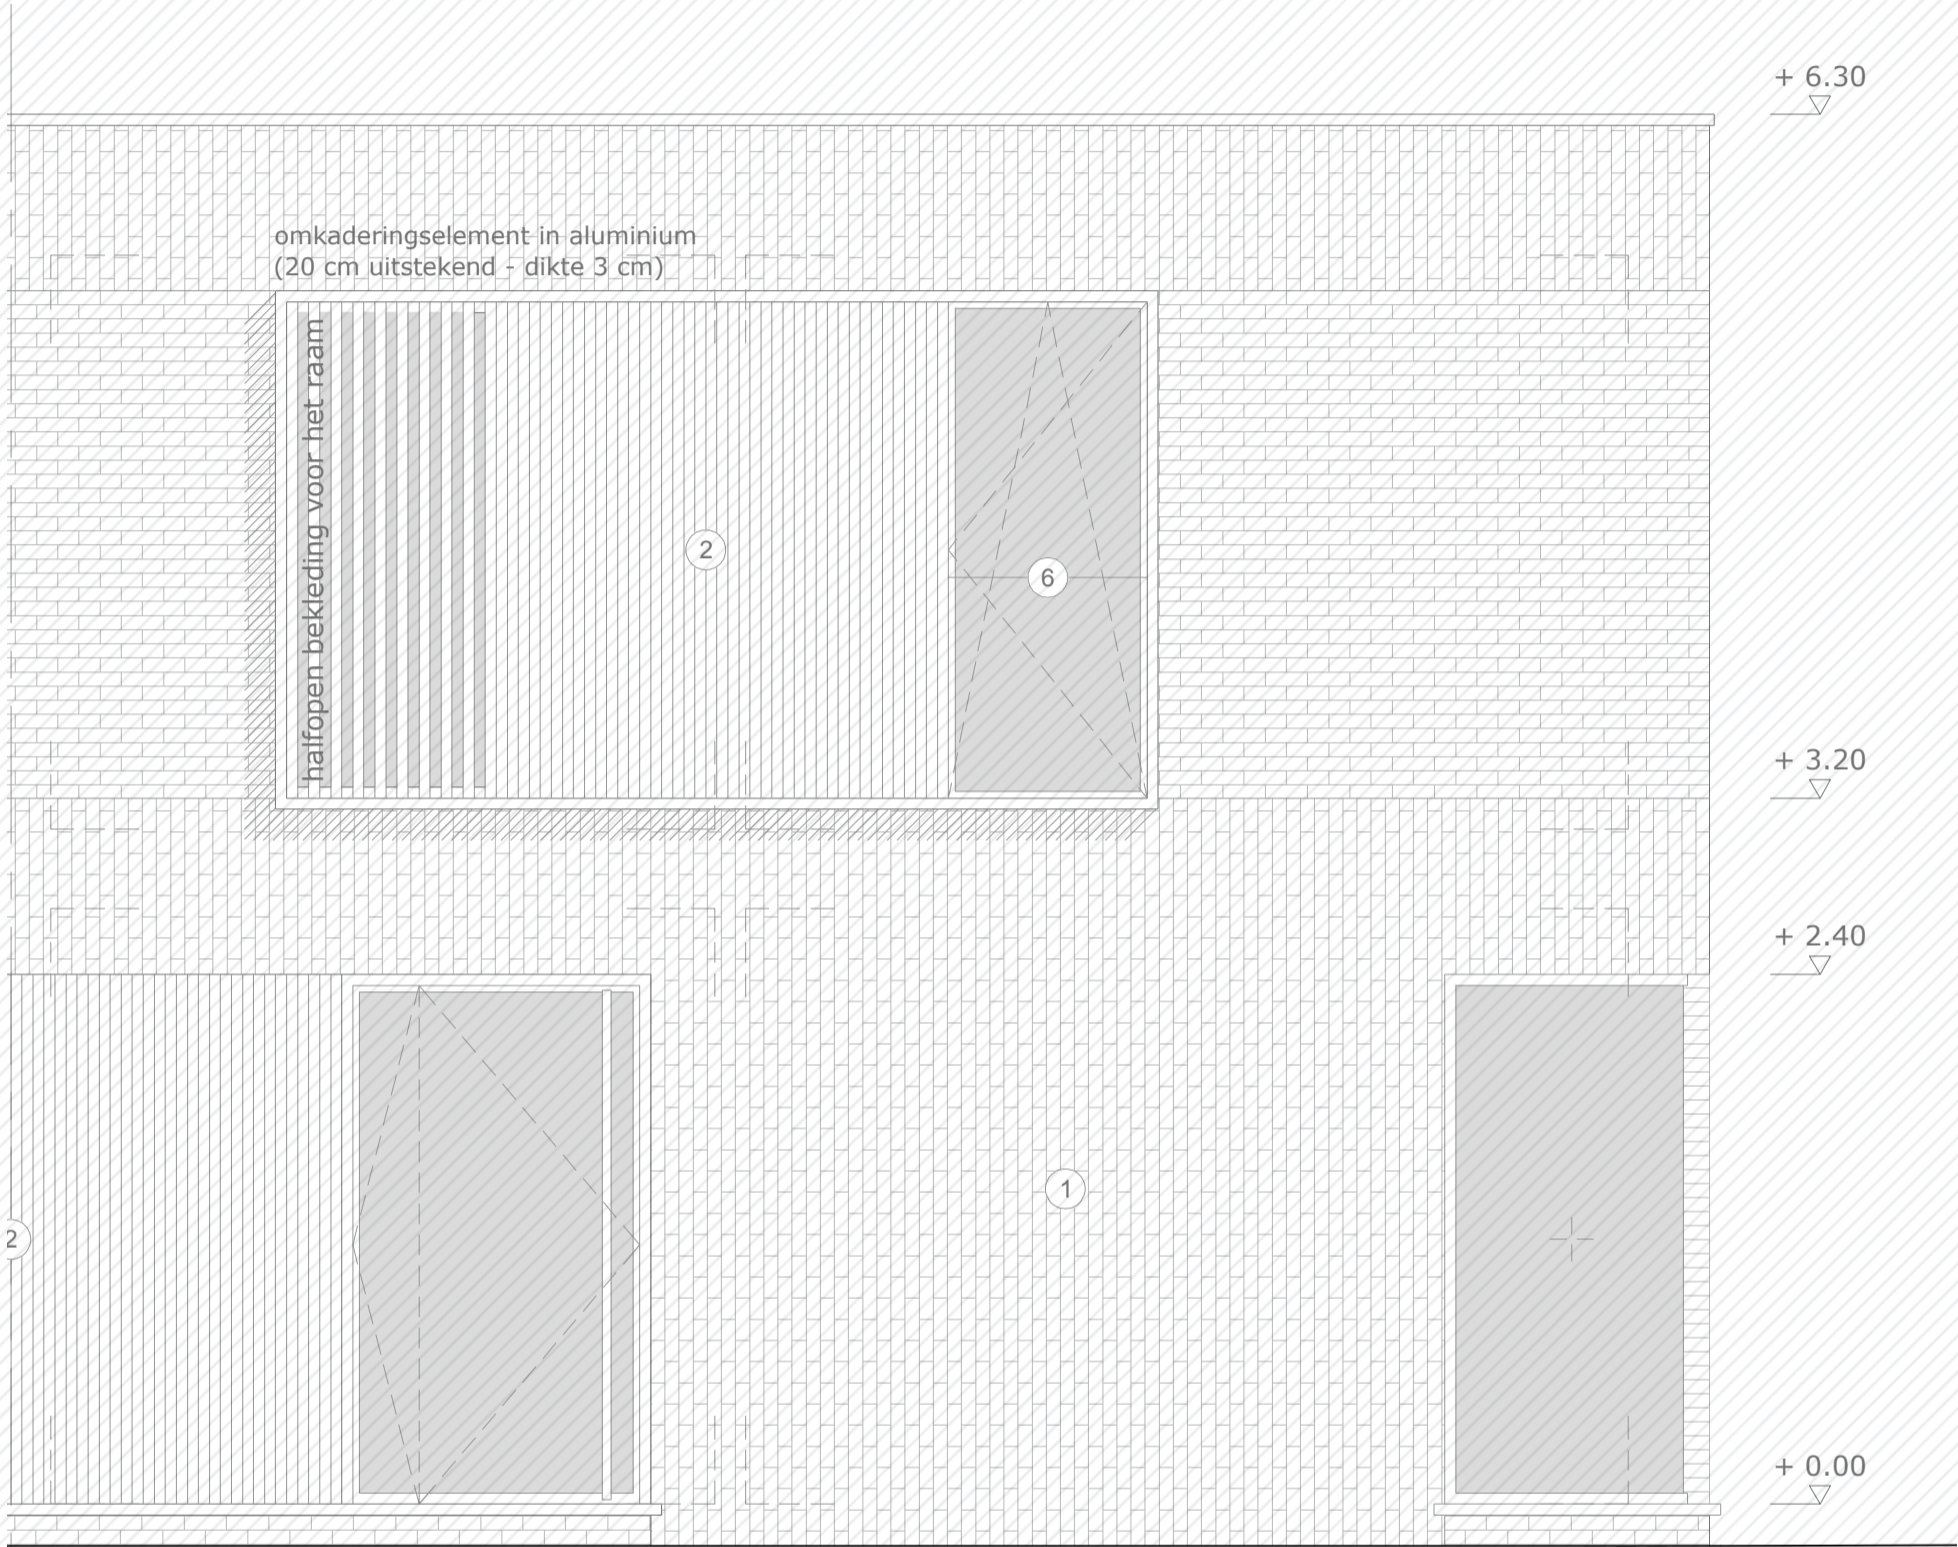 + 6.30
omkaderingselement in aluminium
(20 cm uitstekend - dikte 3 cm)
halfopen bekleding voor het raam
2
6
+ 3.20
+ 2.40
1
2
+ 0.00